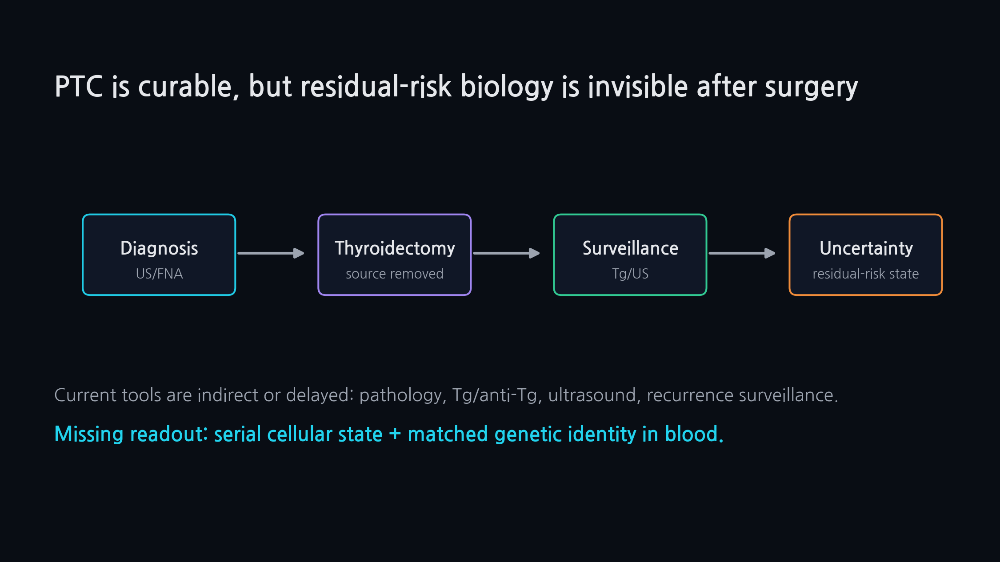 PTC is curable, but residual-risk biology is invisible after surgery
Diagnosis
US/FNA
Thyroidectomy
source removed
Surveillance
Tg/US
Uncertainty
residual-risk state
Current tools are indirect or delayed: pathology, Tg/anti-Tg, ultrasound, recurrence surveillance.
Missing readout: serial cellular state + matched genetic identity in blood.